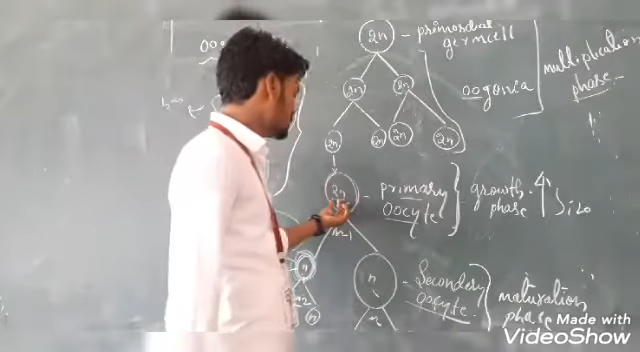 2n - primordial
germcell
2n 2n
oogonia
multiplication
phase
2n 2n 2n 2n
2n - primary
oocyte
growth
phase
Size
m-1
n n - Secondary
oocyte
maturation
phase
n n
Made with
VideoShow